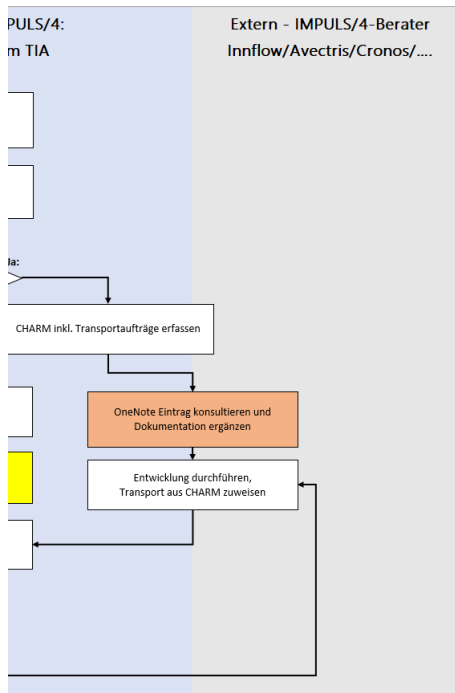 PULS/4:
m TIA
Extern - IMPULS/4-Berater
Innflow/Avectris/Cronos/....
Ja:
CHARM inkl. Transportaufträge erfassen
OneNote Eintrag konsultieren und
Dokumentation ergänzen
Entwicklung durchführen,
Transport aus CHARM zuweisen